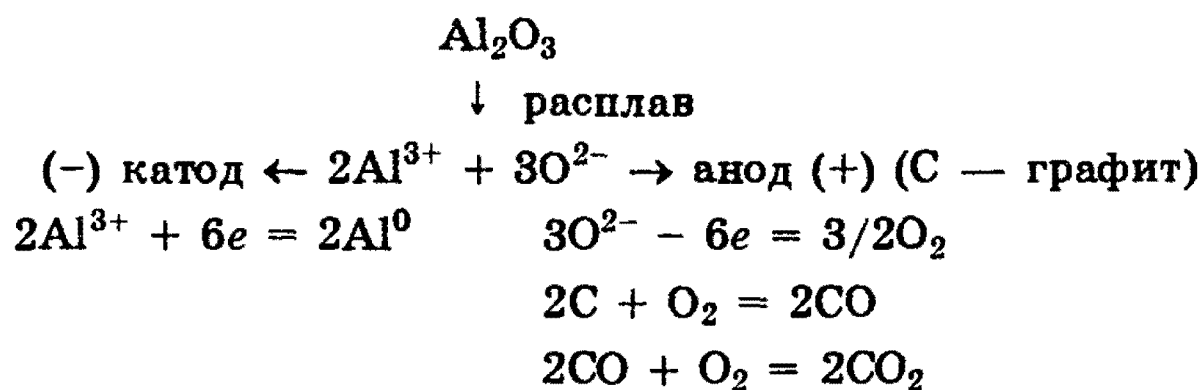 Al₂O₃
↓ расплав
(−) катод ← 2Al³⁺ + 3O²⁻ → анод (+) (C — графит)
2Al³⁺ + 6e = 2Al⁰ 3O²⁻ − 6e = 3/2O₂
2C + O₂ = 2CO
2CO + O₂ = 2CO₂